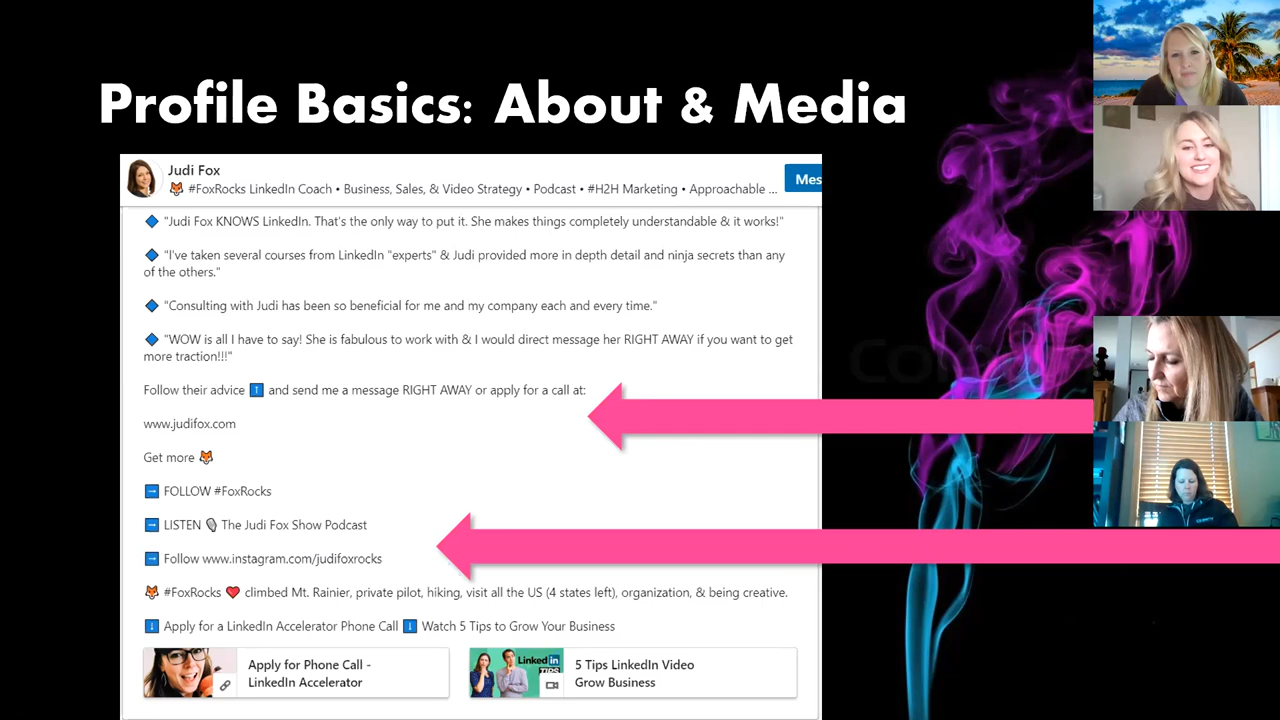 Profile Basics: About & Media
Judi Fox
#FoxRocks LinkedIn Coach • Business, Sales, & Video Strategy • Podcast • #H2H Marketing • Approachable ...
Mes
"Judi Fox KNOWS LinkedIn. That's the only way to put it. She makes things completely understandable & it works!"
"I've taken several courses from LinkedIn "experts" & Judi provided more in depth detail and ninja secrets than any
of the others."
"Consulting with Judi has been so beneficial for me and my company each and every time."
"WOW is all I have to say! She is fabulous to work with & I would direct message her RIGHT AWAY if you want to get
more traction!!!"
Follow their advice ⬆️ and send me a message RIGHT AWAY or apply for a call at:
www.judifox.com
Get more 🦊
➡️ FOLLOW #FoxRocks
➡️ LISTEN 🎙 The Judi Fox Show Podcast
➡️ Follow www.instagram.com/judifoxrocks
🦊 #FoxRocks ❤️ climbed Mt. Rainier, private pilot, hiking, visit all the US (4 states left), organization, & being creative.
⬇️ Apply for a LinkedIn Accelerator Phone Call ⬇️ Watch 5 Tips to Grow Your Business
Apply for Phone Call -
LinkedIn Accelerator
Linked in
TIPS
5 Tips LinkedIn Video
Grow Business